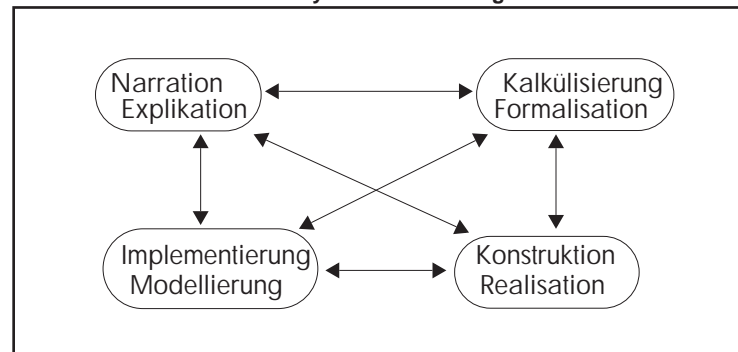 Narration
Explikation
Kalkülisierung
Formalisation
Implementierung
Modellierung
Konstruktion
Realisation